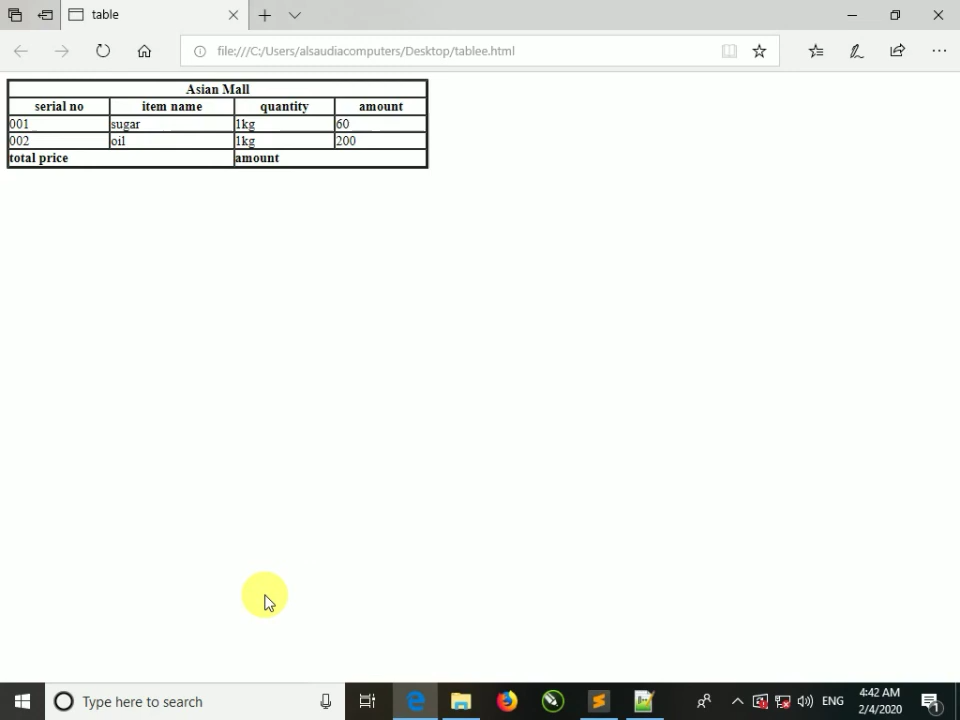 table
file:///C:/Users/alsaudiacomputers/Desktop/tablee.html
Asian Mall
serial no item name quantity amount
001 sugar 1kg 60
002 oil 1kg 200
total price amount
Type here to search
ENG
4:42 AM
2/4/2020
1